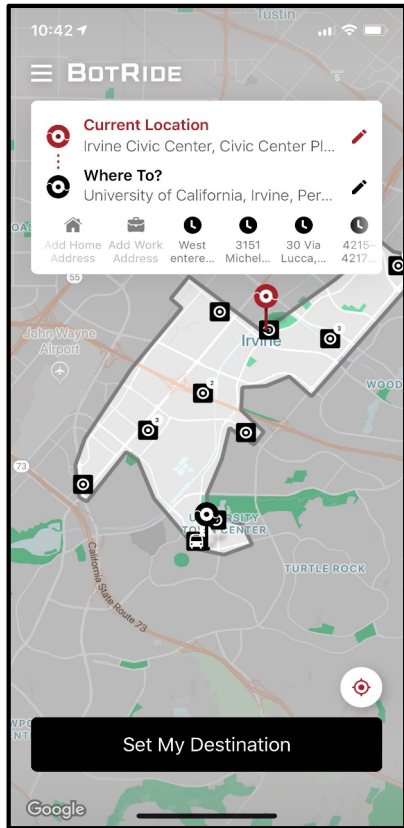 Tustin
10:42
5
BOTRIDE
Current Location
Irvine Civic Center, Civic Center Pl...
Where To?
University of California, Irvine, Per...
Add Home
Address
Add Work
Address
West
entere...
3151
Michel...
30 Via
Lucca,...
4215–
4217...
55
John Wayne
Airport
Irvine
3
2
3
WOOD
73
TOWN CENTER
TURTLE ROCK
California State Route 73
Set My Destination
Google